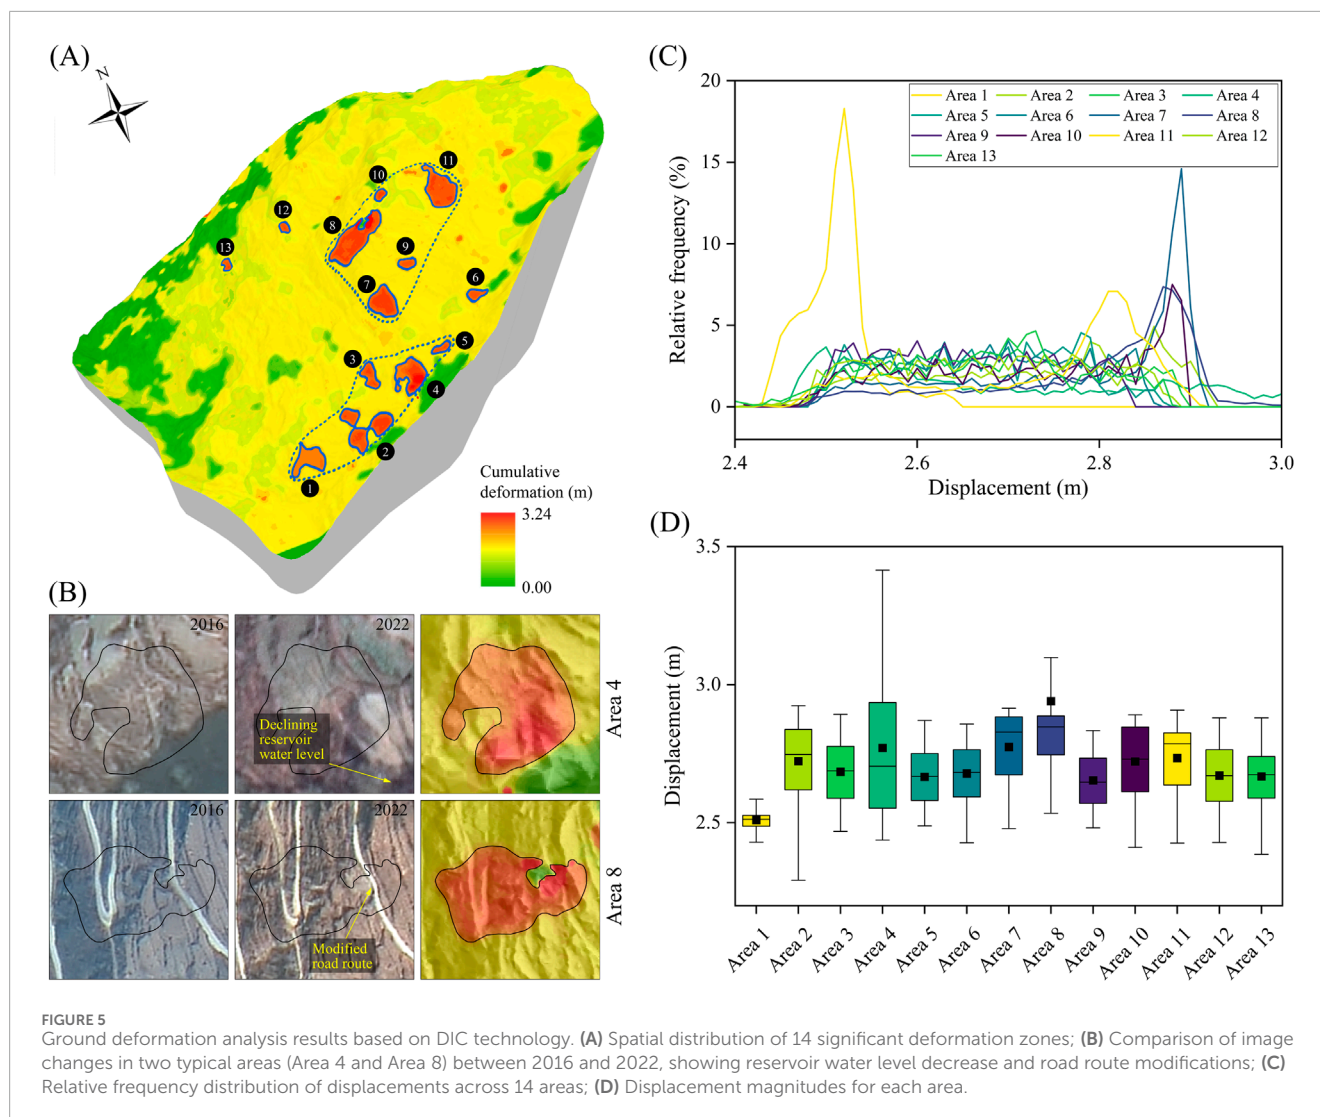 (A)
N
1
2
3
4
5
6
7
8
9
10
11
12
13
Cumulative
deformation (m)
3.24
0.00
(B)
2016
2022
Declining
reservoir
water level
Area 4
2016
2022
Modified
road route
Area 8
(C)
Relative frequency (%)
20
15
10
5
0
2.4
2.6
2.8
3.0
Displacement (m)
Area 1 Area 2 Area 3 Area 4
Area 5 Area 6 Area 7 Area 8
Area 9 Area 10 Area 11 Area 12
Area 13
(D)
Displacement (m)
3.5
3.0
2.5
Area 1
Area 2
Area 3
Area 4
Area 5
Area 6
Area 7
Area 8
Area 9
Area 10
Area 11
Area 12
Area 13
FIGURE 5
Ground deformation analysis results based on DIC technology. (A) Spatial distribution of 14 significant deformation zones; (B) Comparison of image
changes in two typical areas (Area 4 and Area 8) between 2016 and 2022, showing reservoir water level decrease and road route modifications; (C)
Relative frequency distribution of displacements across 14 areas; (D) Displacement magnitudes for each area.